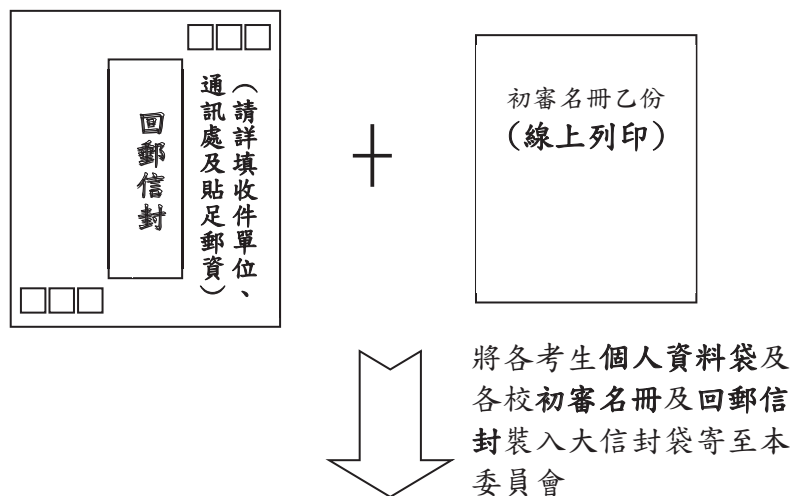 (請詳填收件單位、
通訊處及貼足郵資)
回郵信封
初審名冊乙份
(線上列印)
將各考生個人資料袋及
各校初審名冊及回郵信
封裝入大信封袋寄至本
委員會